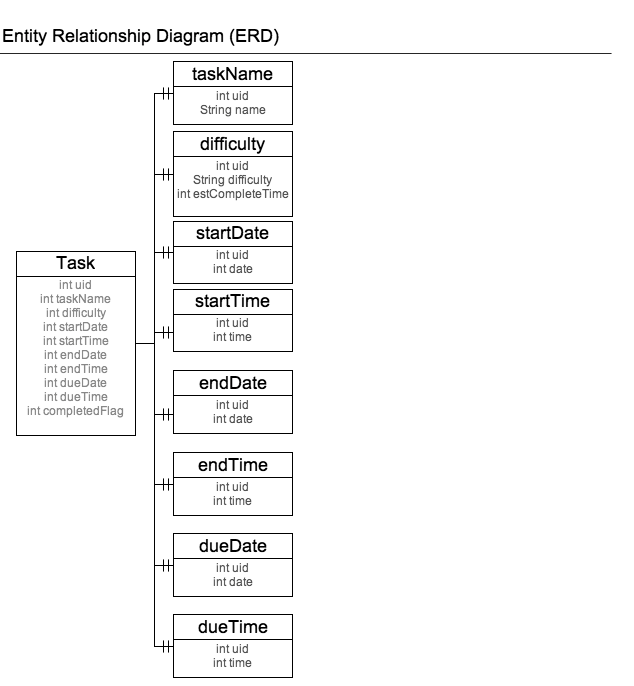 Entity Relationship Diagram (ERD)
taskName
int uid
String name
difficulty
int uid
String difficulty
int estCompleteTime
startDate
int uid
int date
Task
int uid
int taskName
int difficulty
int startDate
int startTime
int endDate
int endTime
int dueDate
int dueTime
int completedFlag
startTime
int uid
int time
endDate
int uid
int date
endTime
int uid
int time
dueDate
int uid
int date
dueTime
int uid
int time